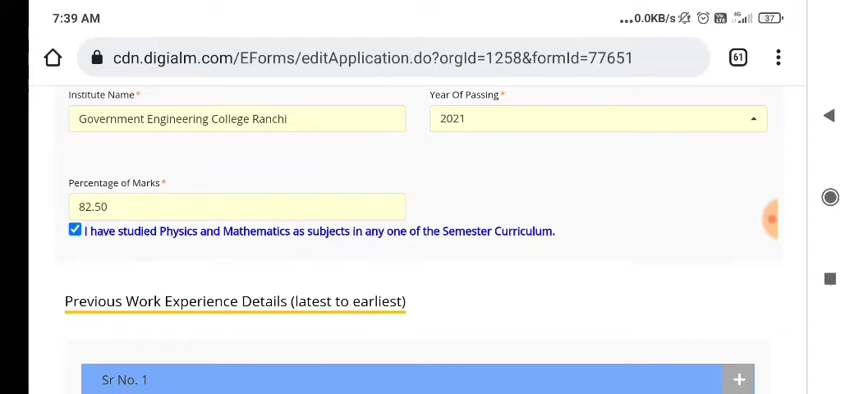 7:39 AM
...0.0KB/s 4G 37
cdn.digialm.com/EForms/editApplication.do?orgId=1258&formId=77651
61
Institute Name*
Year Of Passing*
Government Engineering College Ranchi
2021
Percentage of Marks*
82.50
I have studied Physics and Mathematics as subjects in any one of the Semester Curriculum.
Previous Work Experience Details (latest to earliest)
Sr No. 1
+